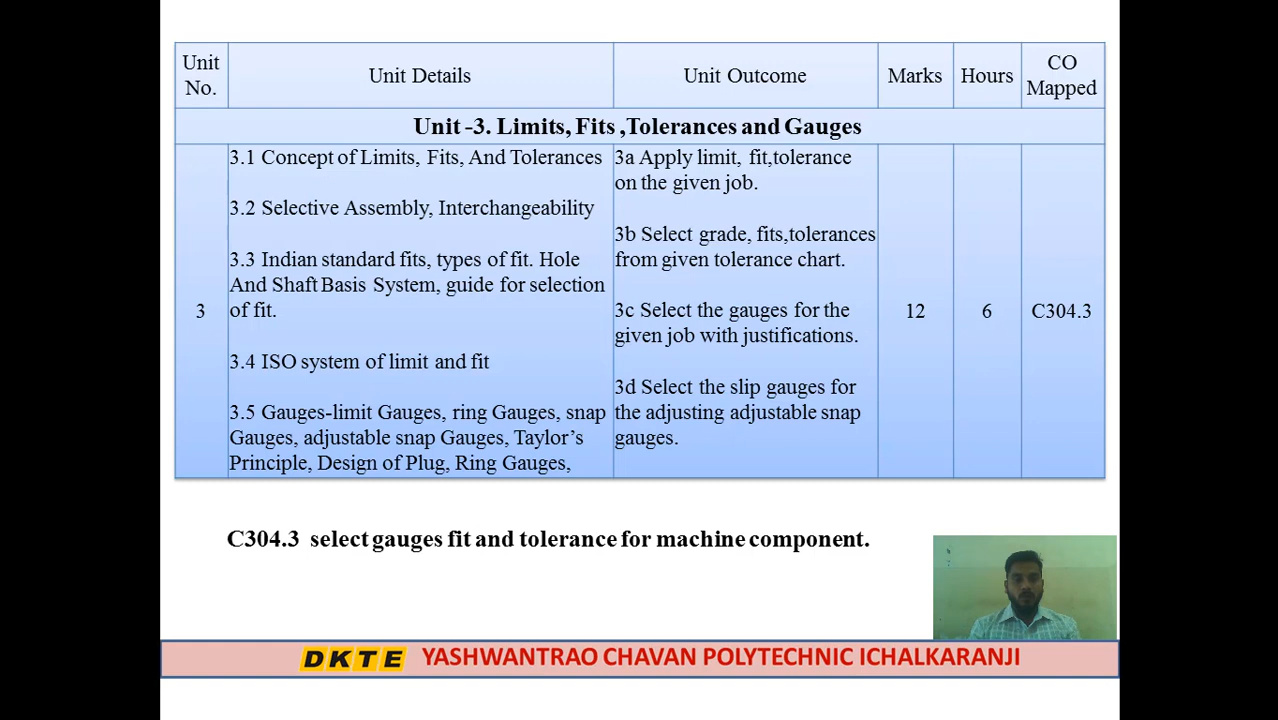 Unit No.
Unit Details
Unit Outcome
Marks
Hours
CO Mapped
Unit -3. Limits, Fits ,Tolerances and Gauges
3
3.1 Concept of Limits, Fits, And Tolerances
3.2 Selective Assembly, Interchangeability
3.3 Indian standard fits, types of fit. Hole
And Shaft Basis System, guide for selection
of fit.
3.4 ISO system of limit and fit
3.5 Gauges-limit Gauges, ring Gauges, snap
Gauges, adjustable snap Gauges, Taylor’s
Principle, Design of Plug, Ring Gauges,
3a Apply limit, fit,tolerance
on the given job.
3b Select grade, fits,tolerances
from given tolerance chart.
3c Select the gauges for the
given job with justifications.
3d Select the slip gauges for
the adjusting adjustable snap
gauges.
12
6
C304.3
C304.3 select gauges fit and tolerance for machine component.
DKTE YASHWANTRAO CHAVAN POLYTECHNIC ICHALKARANJI